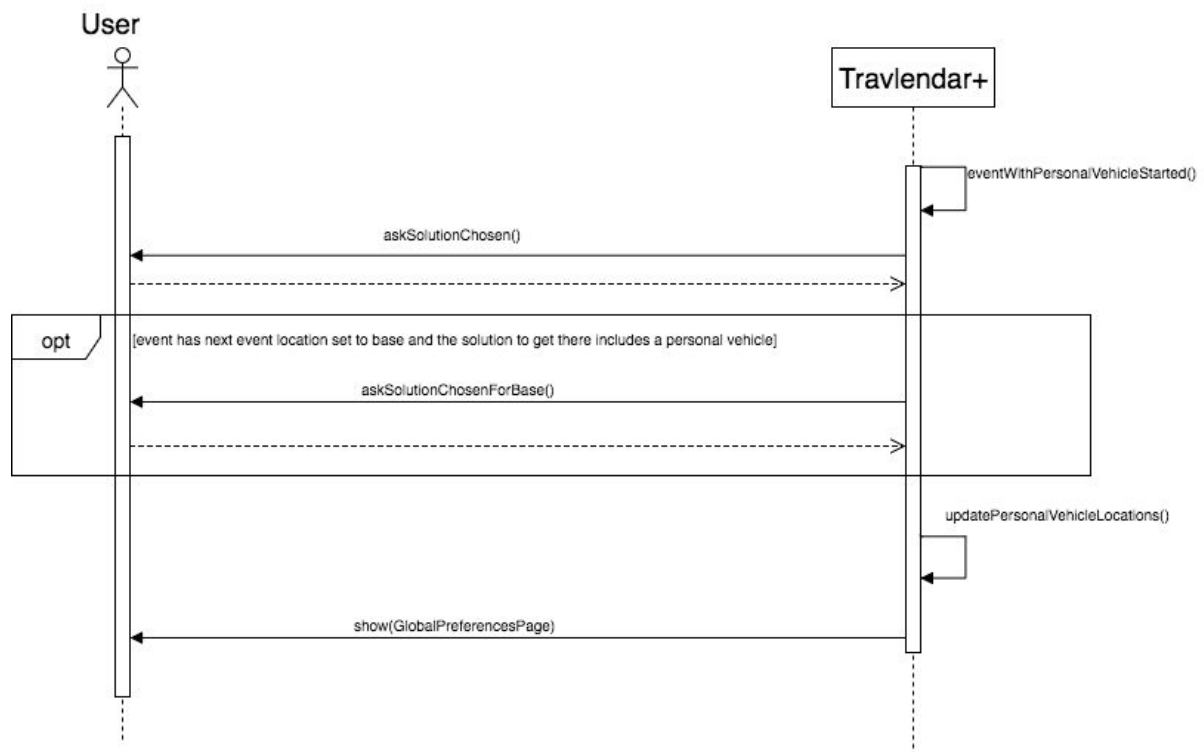 User
Travlendar+
eventWithPersonalVehicleStarted()
askSolutionChosen()
opt
[event has next event location set to base and the solution to get there includes a personal vehicle]
askSolutionChosenForBase()
updatePersonalVehicleLocations()
show(GlobalPreferencesPage)